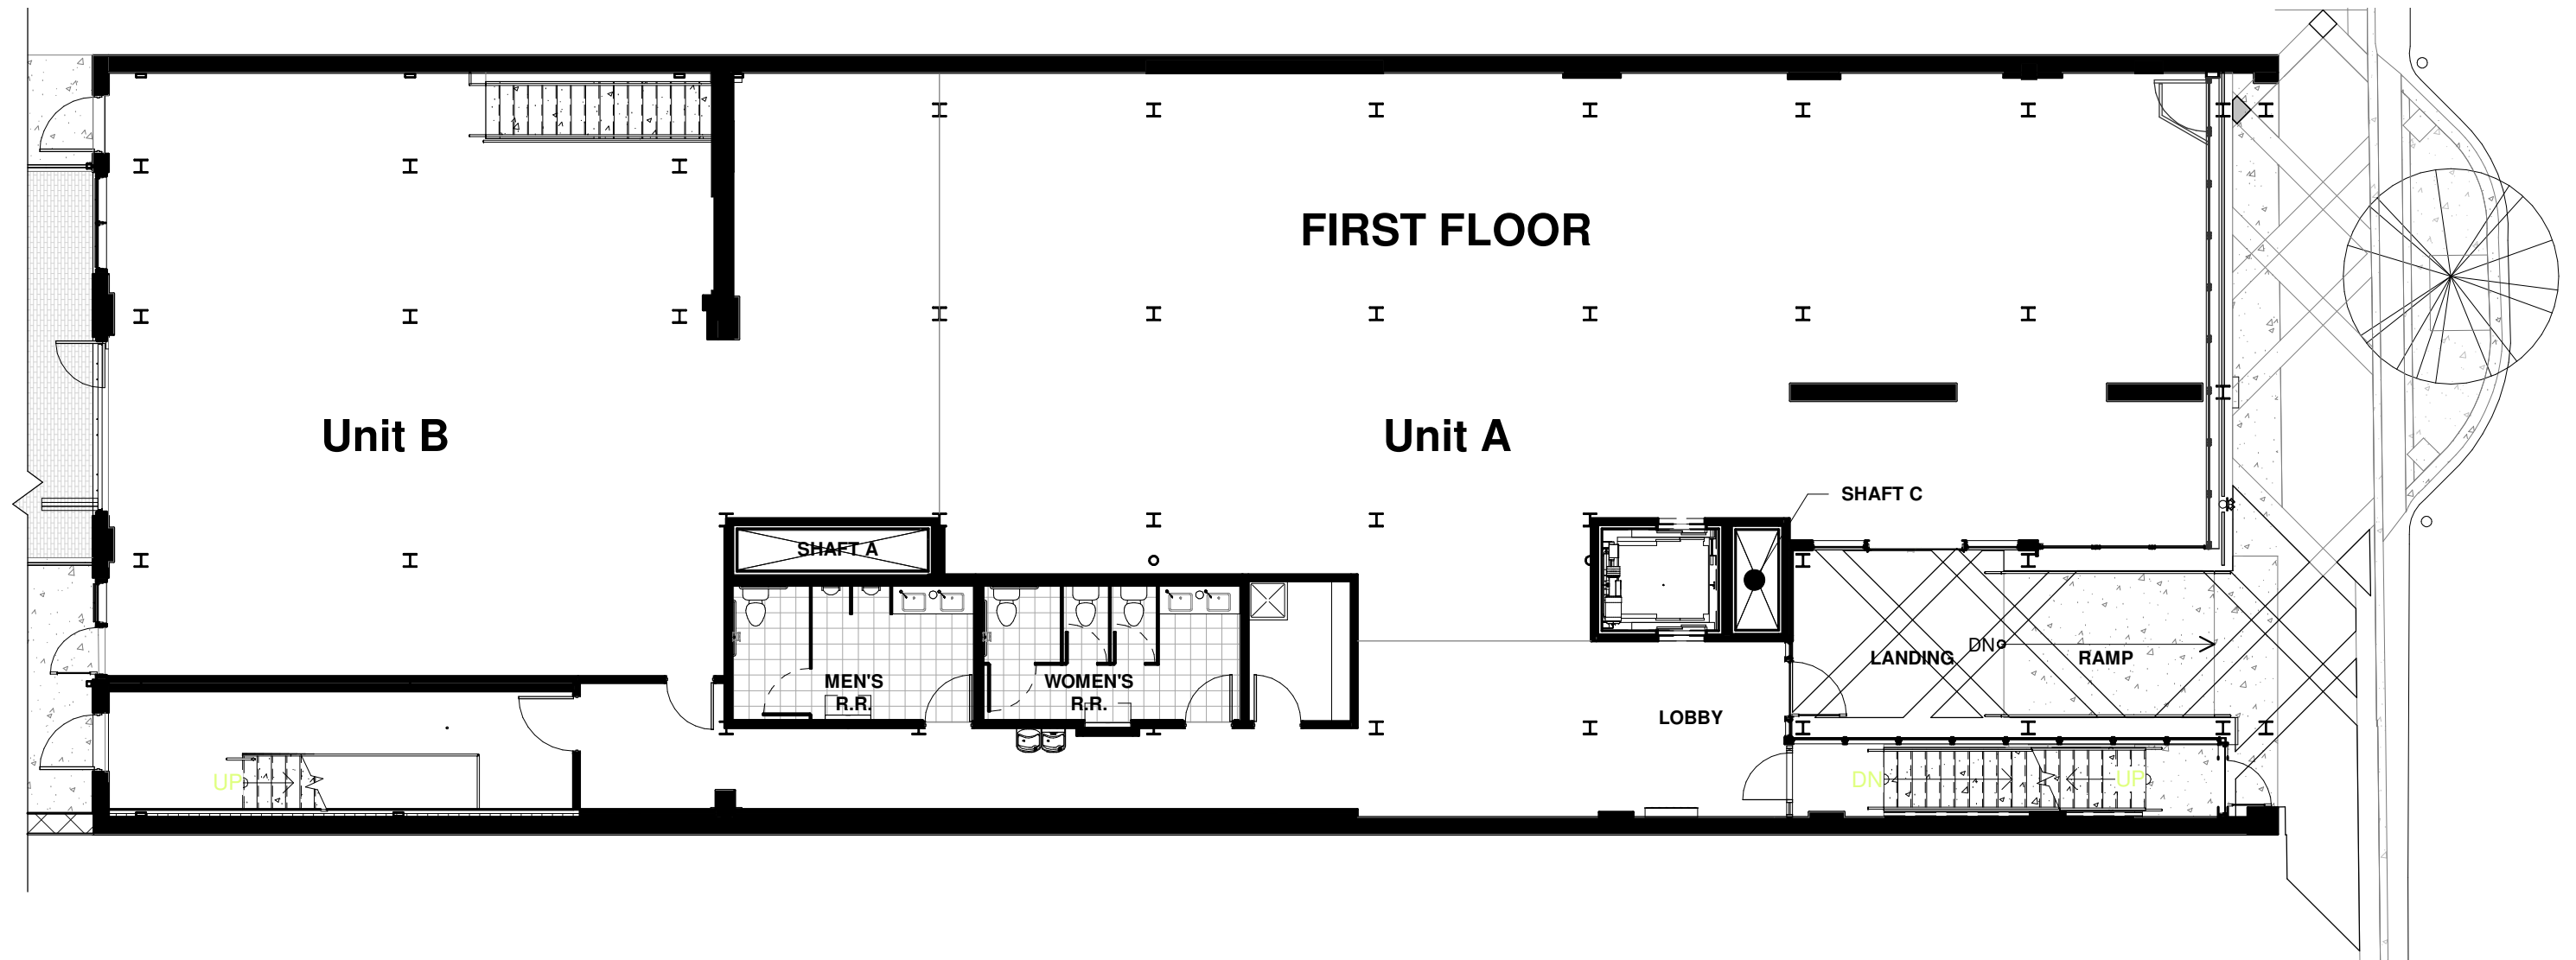 FIRST FLOOR
Unit B
Unit A
SHAFT C
SHAFT A
DN
LANDING
RAMP
MEN'S
R.R.
WOMEN'S
R.R.
LOBBY
UP
DN
UP